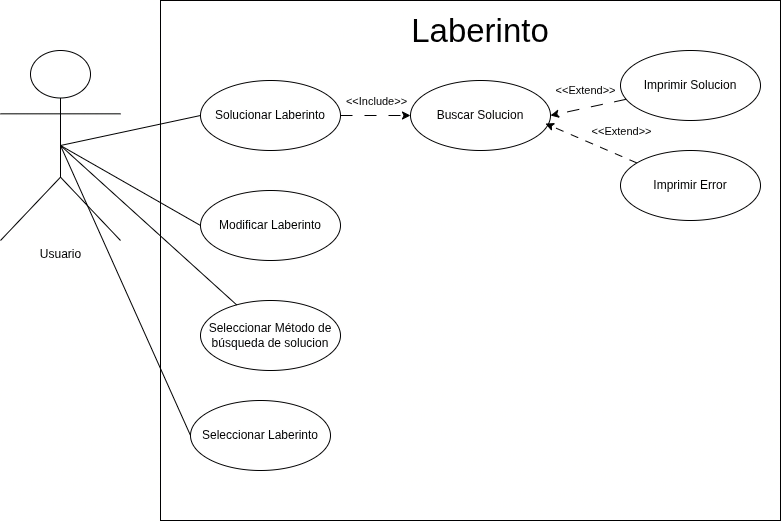 Laberinto
Solucionar Laberinto
<<Include>>
Buscar Solucion
<<Extend>>
Imprimir Solucion
<<Extend>>
Imprimir Error
Modificar Laberinto
Usuario
Seleccionar Método de
búsqueda de solucion
Seleccionar Laberinto